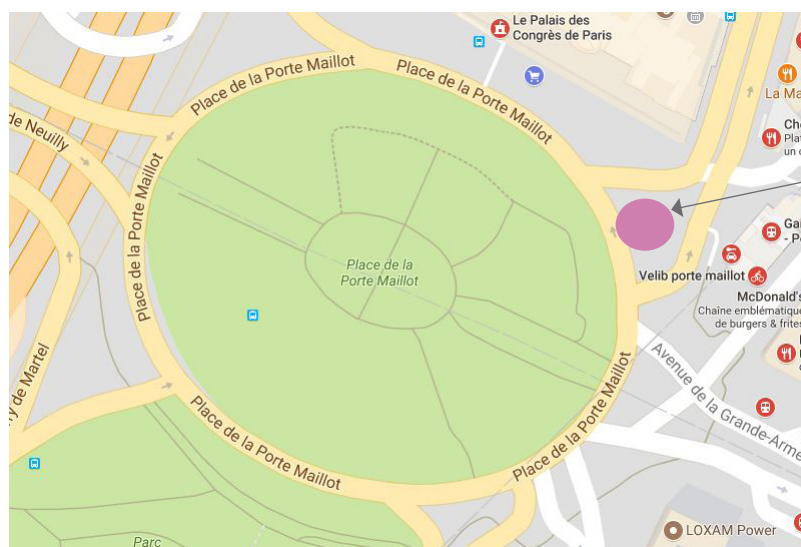 Le Palais des
Congrès de Paris
Place de la Porte Maillot
Place de la Porte Maillot
La Ma
de Neuilly
Place de la Porte Maillot
Place de la
Porte Maillot
- P
Velib porte maillot
McDonald's
Chaîne emblématique
de burgers & frites
Place de la Porte Maillot
Avenue de la Grande-Armé
ry de Martel
Place de la Porte Maillot
Place de la Porte Maillot
LOXAM Power
Parc